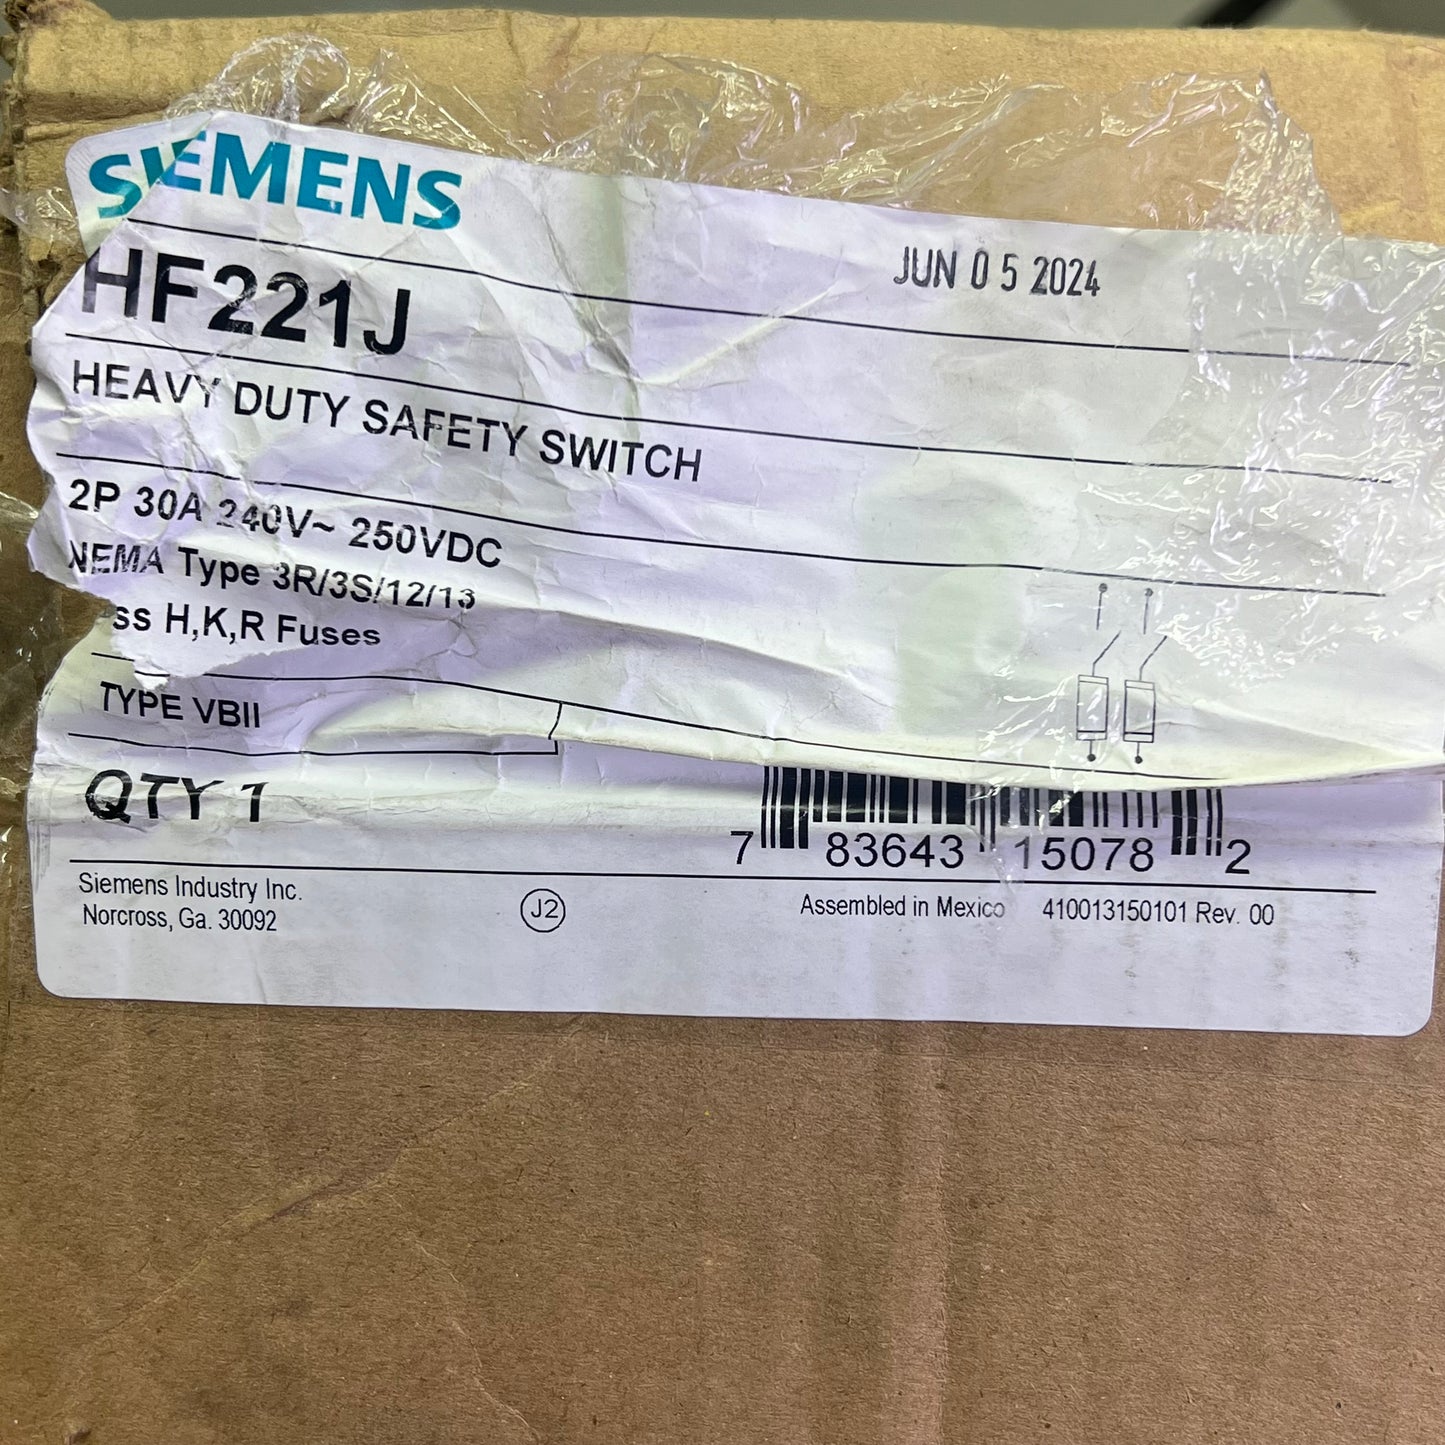 SIEMENS
JUN 05 2024
HF221J
HEAVY DUTY SAFETY SWITCH
2P 30A 240V~ 250VDC
NEMA Type 3R/3S/12/13
ss H,K,R Fuses
TYPE VBII
QTY 1
7 83643 15078 2
Siemens Industry Inc.
Norcross, Ga. 30092
J2
Assembled in Mexico 410013150101 Rev. 00